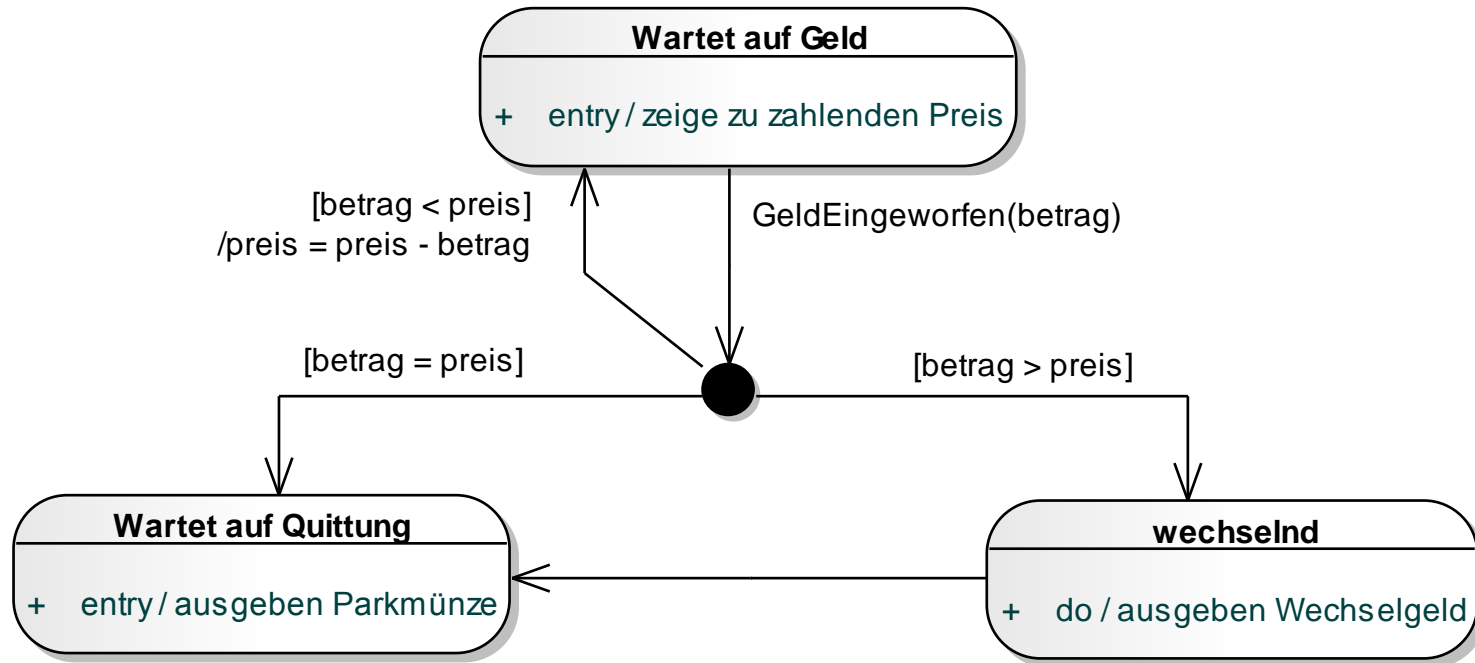 Wartet auf Geld
+ entry / zeige zu zahlenden Preis
[betrag < preis]
/preis = preis - betrag
GeldEingeworfen(betrag)
[betrag = preis]
[betrag > preis]
Wartet auf Quittung
+ entry / ausgeben Parkmünze
wechselnd
+ do / ausgeben Wechselgeld